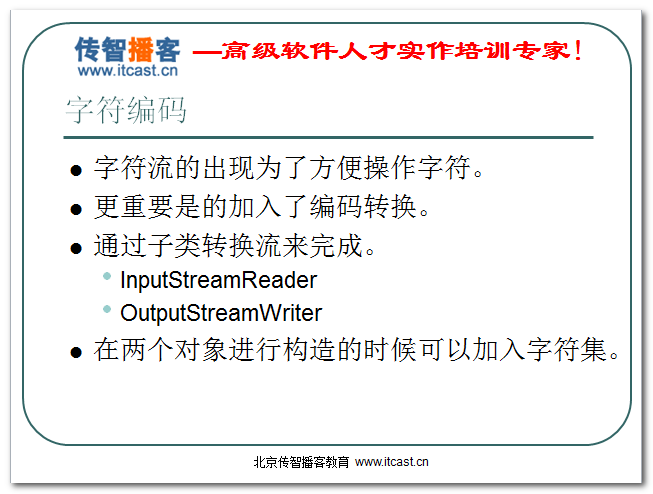 传智播客 —高级软件人才实作培训专家!
www.itcast.cn
字符编码
字符流的出现为了方便操作字符。
更重要是的加入了编码转换。
通过子类转换流来完成。
InputStreamReader
OutputStreamWriter
在两个对象进行构造的时候可以加入字符集。
北京传智播客教育 www.itcast.cn